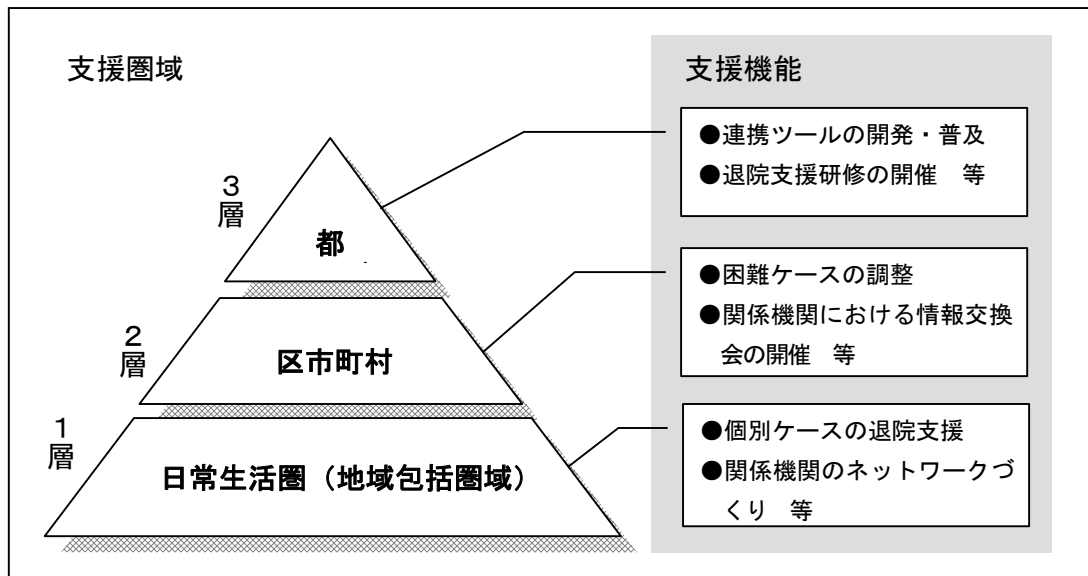 支援圏域
支援機能
3層
都
●連携ツールの開発・普及
●退院支援研修の開催　等
2層
区市町村
●困難ケースの調整
●関係機関における情報交換
会の開催　等
1層
日常生活圏（地域包括圏域）
●個別ケースの退院支援
●関係機関のネットワークづ
くり　等